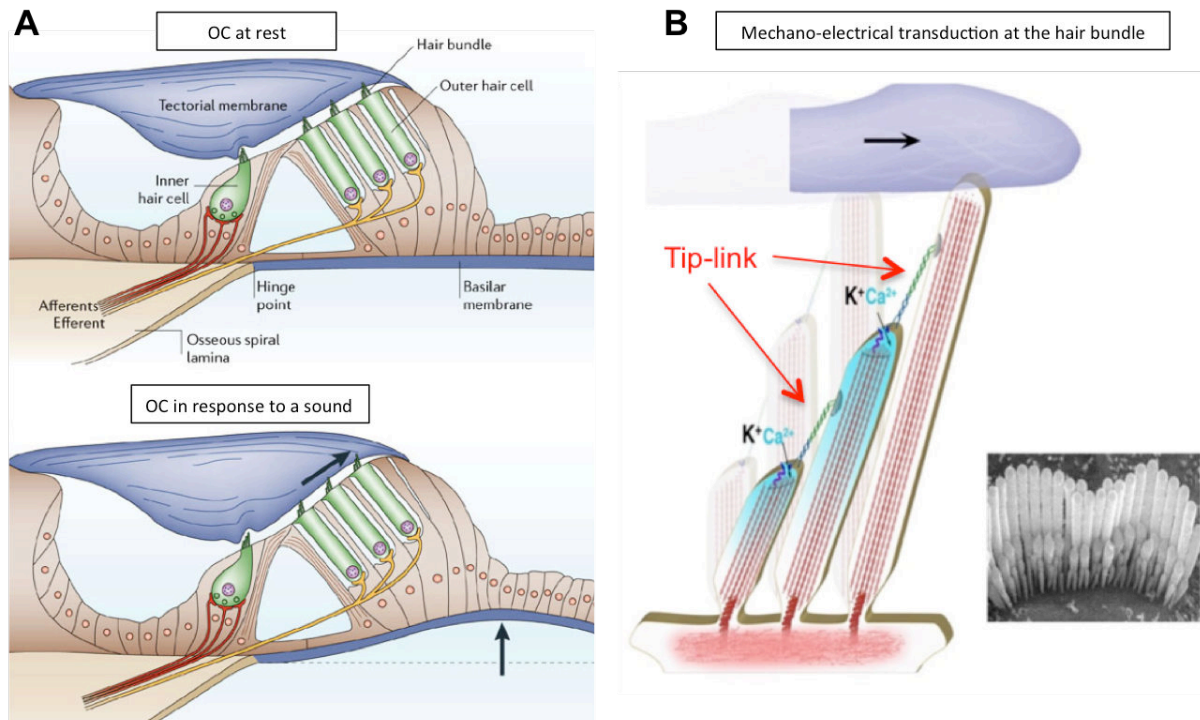 A
OC at rest
Hair bundle
Outer hair cell
Tectorial membrane
Inner
hair cell
Hinge
point
Basilar
membrane
Afferents
Efferent
Osseous spiral
lamina
OC in response to a sound
B
Mechano-electrical transduction at the hair bundle
Tip-link
K⁺Ca²⁺
K⁺Ca²⁺